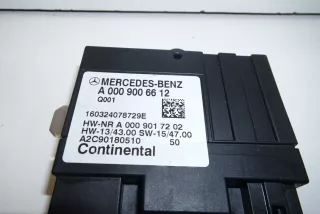 MERCEDES-BENZ
A 000 900 66 12
Q001
160324078729E
HW-NR A 000 901 72 02
HW-13/43.00 SW-15/47.00
A2C90180510 50
Continental